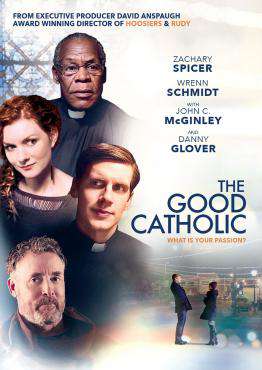 FROM EXECUTIVE PRODUCER DAVID ANSPAUGH
AWARD WINNING DIRECTOR OF HOOSIERS & RUDY
ZACHARY
SPICER
WRENN
SCHMIDT
WITH
JOHN C.
McGINLEY
AND
DANNY
GLOVER
THE
GOOD
CATHOLIC
WHAT IS YOUR PASSION?